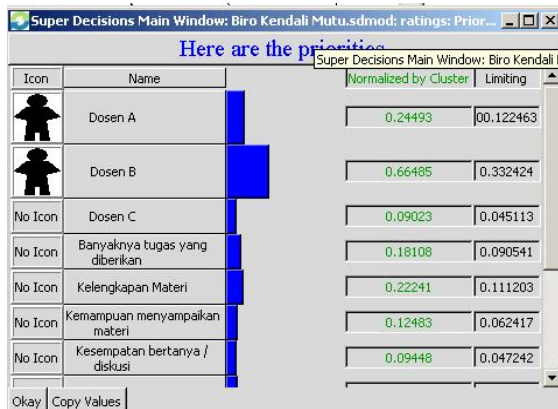 Super Decisions Main Window: Biro Kendali Mutu.sdmod: ratings: Prior...
Here are the priorities
Super Decisions Main Window: Biro Kendali
Icon Name Normalized by Cluster Limiting
Dosen A 0.24493 00.122463
Dosen B 0.66485 0.332424
No Icon Dosen C 0.09023 0.045113
No Icon Banyaknya tugas yang
diberikan 0.18108 0.090541
No Icon Kelengkapan Materi 0.22241 0.111203
No Icon Kemampuan menyampaikan
materi 0.12483 0.062417
No Icon Kesempatan bertanya /
diskusi 0.09448 0.047242
Okay Copy Values